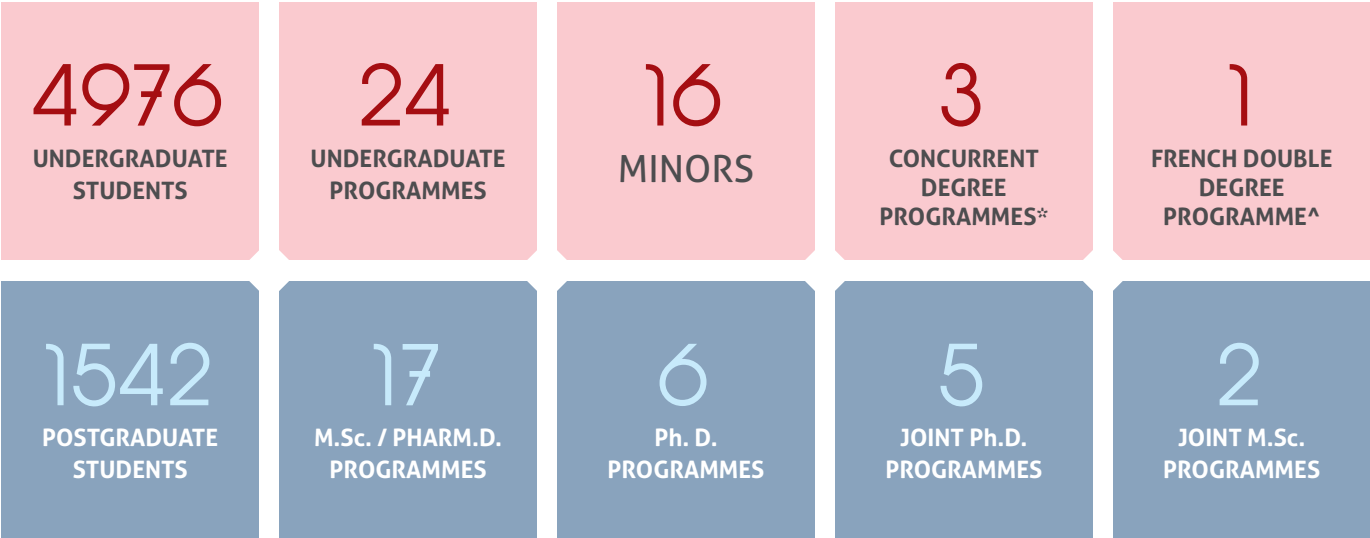 4976
UNDERGRADUATE
STUDENTS
24
UNDERGRADUATE
PROGRAMMES
16
MINORS
3
CONCURRENT
DEGREE
PROGRAMMES*
1
FRENCH DOUBLE
DEGREE
PROGRAMME^
1542
POSTGRADUATE
STUDENTS
17
M.Sc. / PHARM.D.
PROGRAMMES
6
Ph. D.
PROGRAMMES
5
JOINT Ph.D.
PROGRAMMES
2
JOINT M.Sc.
PROGRAMMES